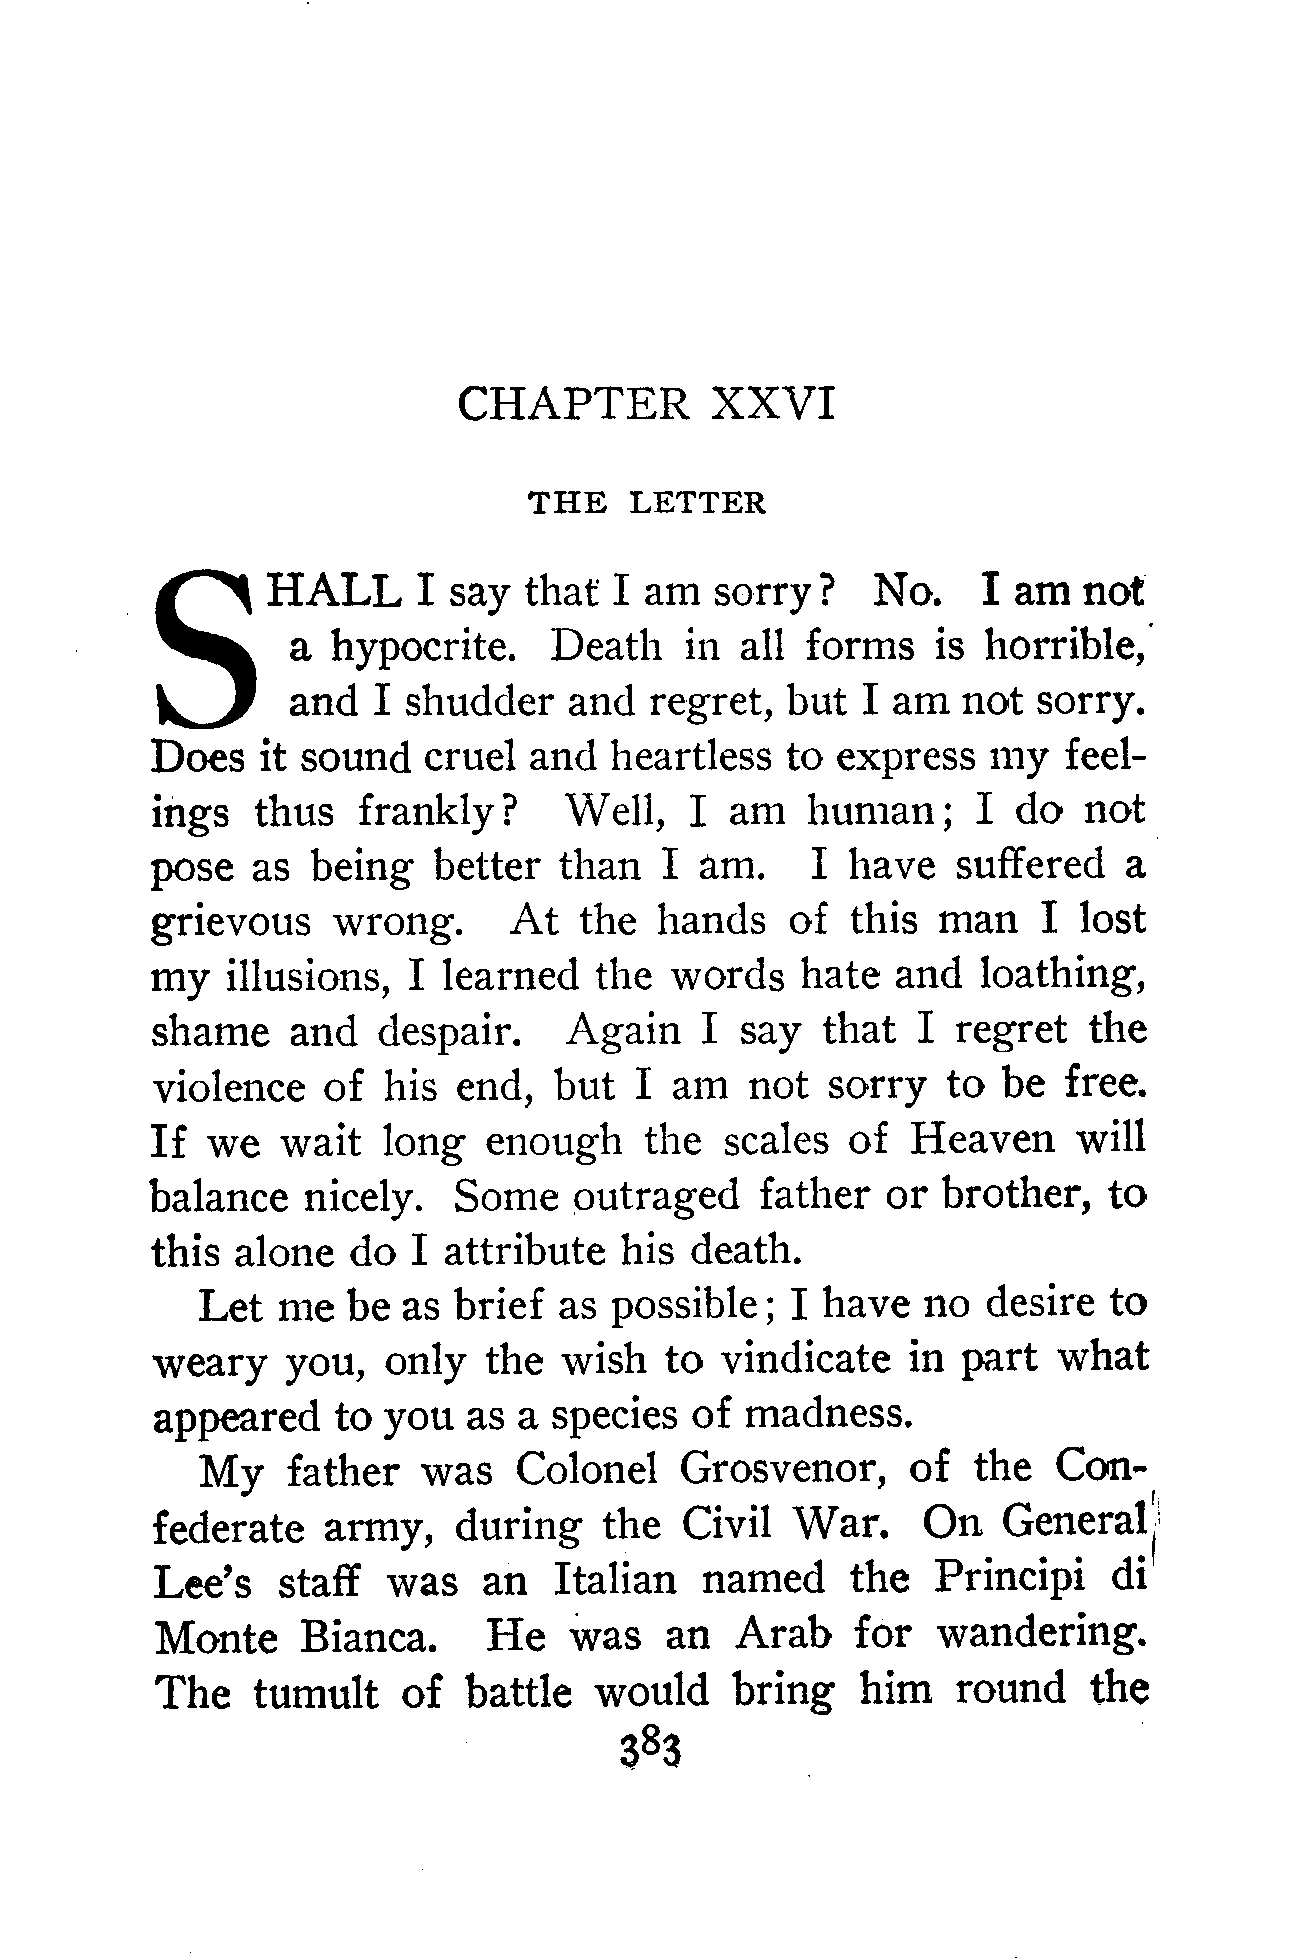 CHAPTER XXVI
THE LETTER
SHALL I say that I am sorry? No. I am not
a hypocrite. Death in all forms is horrible,
and I shudder and regret, but I am not sorry.
Does it sound cruel and heartless to express my feel-
ings thus frankly? Well, I am human; I do not
pose as being better than I am. I have suffered a
grievous wrong. At the hands of this man I lost
my illusions, I learned the words hate and loathing,
shame and despair. Again I say that I regret the
violence of his end, but I am not sorry to be free.
If we wait long enough the scales of Heaven will
balance nicely. Some outraged father or brother, to
this alone do I attribute his death.
Let me be as brief as possible; I have no desire to
weary you, only the wish to vindicate in part what
appeared to you as a species of madness.
My father was Colonel Grosvenor, of the Con-
federate army, during the Civil War. On General
Lee's staff was an Italian named the Principi di
Monte Bianca. He was an Arab for wandering.
The tumult of battle would bring him round the
383